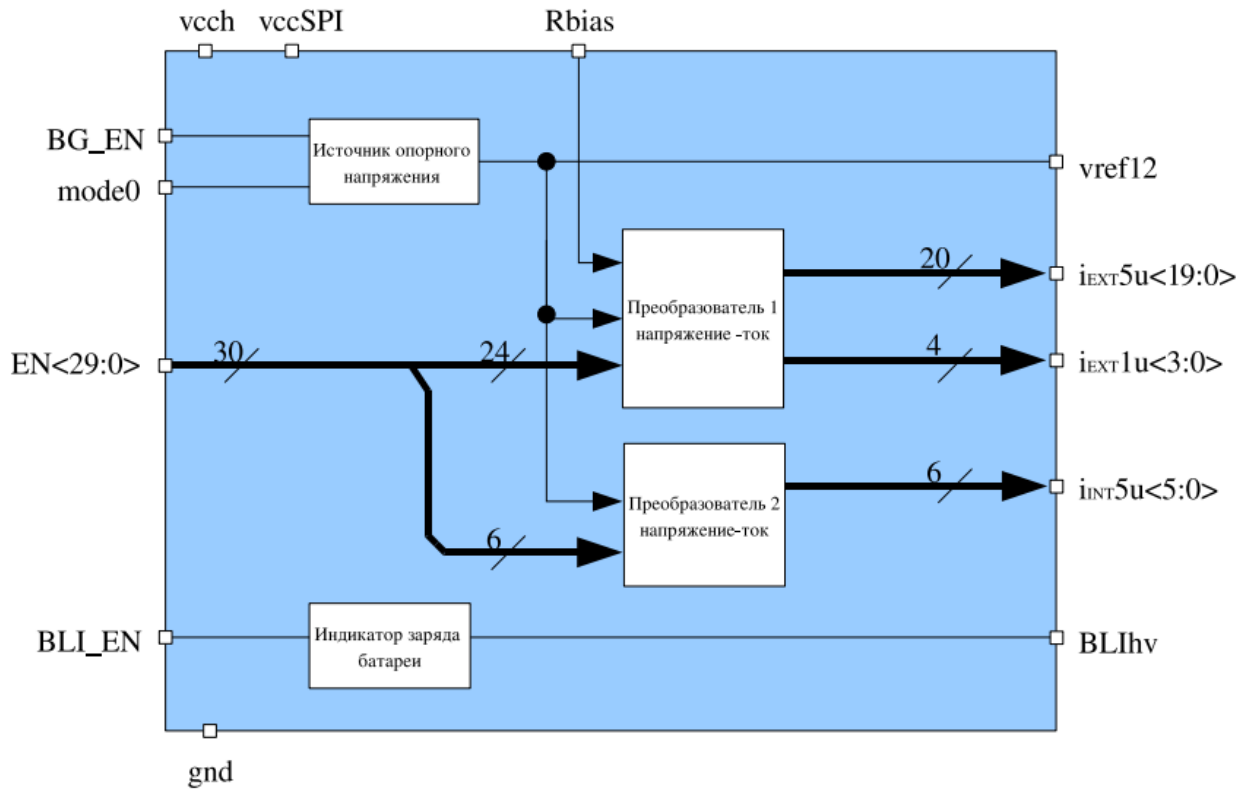 vcch
vccSPI
Rbias
BG_EN
mode0
Источник опорного
напряжения
vref12
20
iEXT5u<19:0>
Преобразователь 1
напряжение -ток
EN<29:0>
30
24
4
iEXT1u<3:0>
6
iINT5u<5:0>
Преобразователь 2
напряжение-ток
6
BLI_EN
Индикатор заряда
батареи
BLIhv
gnd